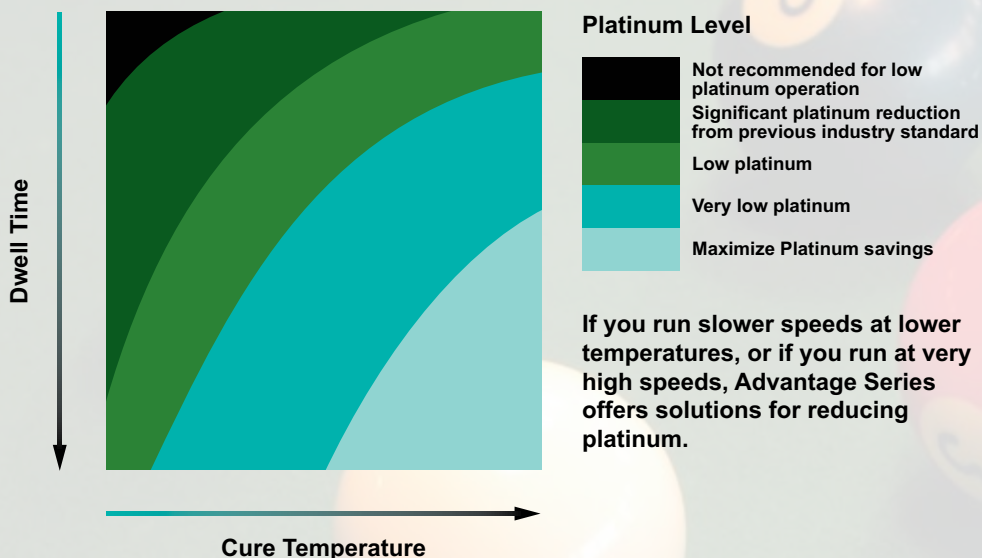 Platinum Level
Not recommended for low
platinum operation
Significant platinum reduction
from previous industry standard
Low platinum
Very low platinum
Maximize Platinum savings
If you run slower speeds at lower
temperatures, or if you run at very
high speeds, Advantage Series
offers solutions for reducing
platinum.
Dwell Time
Cure Temperature